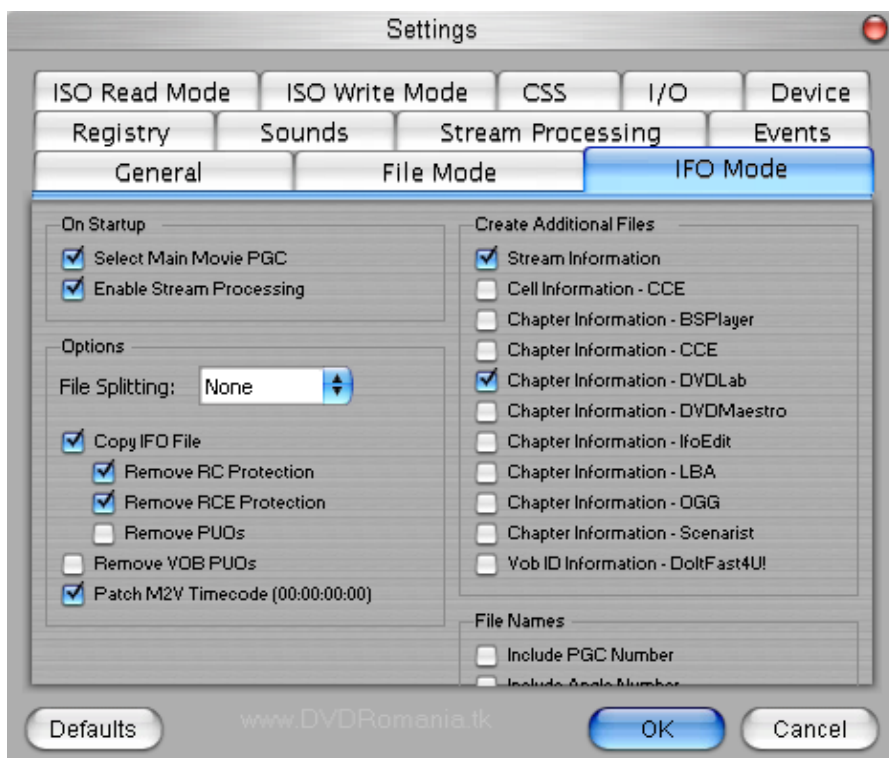 Settings
ISO Read Mode
ISO Write Mode
CSS
I/O
Device
Registry
Sounds
Stream Processing
Events
General
File Mode
IFO Mode
On Startup
Select Main Movie PGC
Enable Stream Processing
Options
File Splitting: None
Copy IFO File
Remove RC Protection
Remove RCE Protection
Remove PUOs
Remove VOB PUOs
Patch M2V Timecode (00:00:00:00)
Create Additional Files
Stream Information
Cell Information - CCE
Chapter Information - BSPlayer
Chapter Information - CCE
Chapter Information - DVDLab
Chapter Information - DVDMaestro
Chapter Information - IfoEdit
Chapter Information - LBA
Chapter Information - OGG
Chapter Information - Scenarist
Vob ID Information - DoItFast4U!
File Names
Include PGC Number
Include Angle Number
Defaults
www.DVDRomania.tk
OK
Cancel